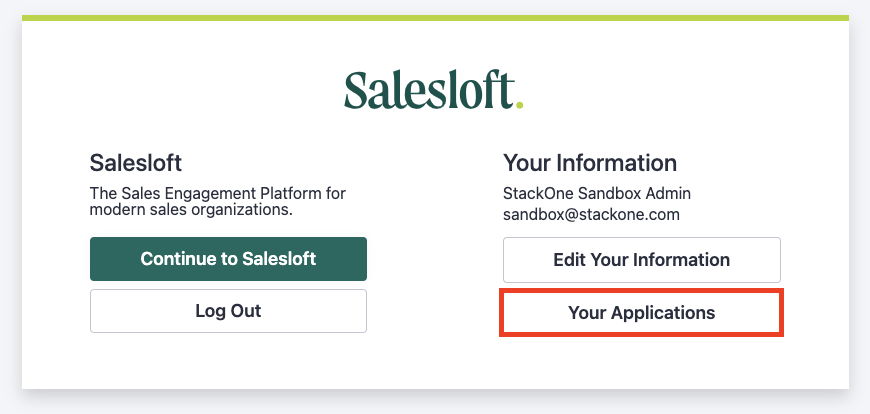 Salesloft.
Salesloft
The Sales Engagement Platform for
modern sales organizations.
Continue to Salesloft
Log Out
Your Information
StackOne Sandbox Admin
sandbox@stackone.com
Edit Your Information
Your Applications